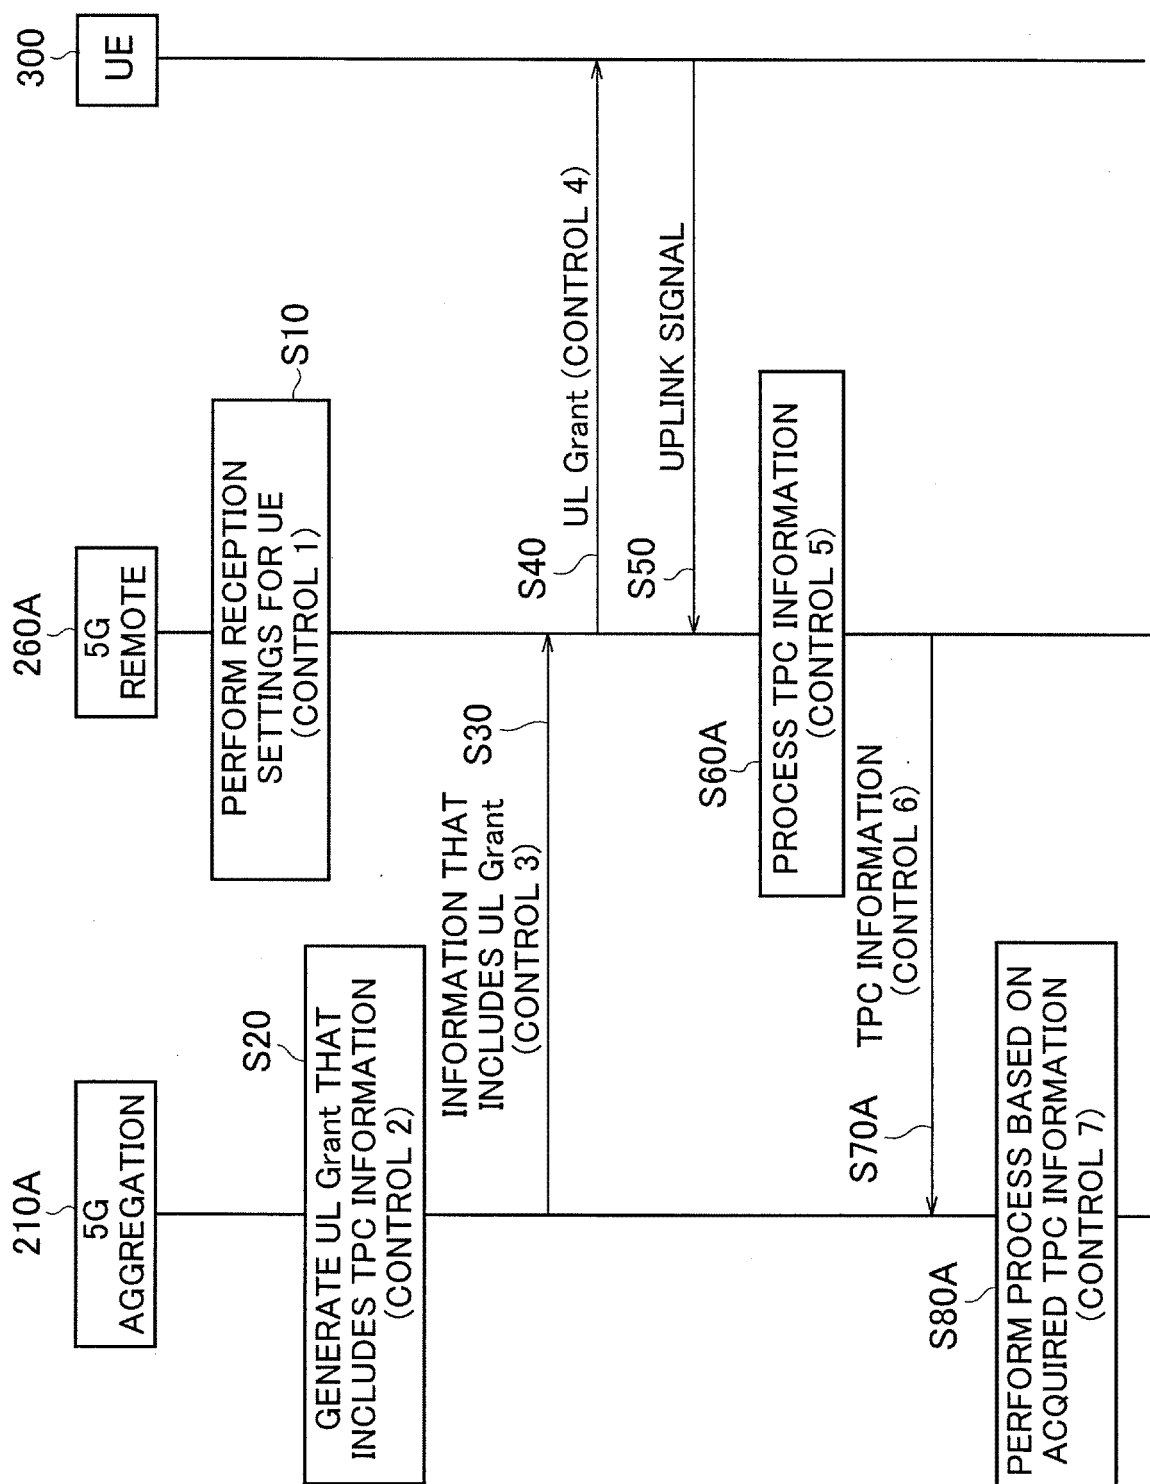 210A
5G
AGGREGATION
260A
5G
REMOTE
300
UE
PERFORM RECEPTION
SETTINGS FOR UE
(CONTROL 1)
S10
S20
GENERATE UL Grant THAT
INCLUDES TPC INFORMATION
(CONTROL 2)
INFORMATION THAT
INCLUDES UL Grant
(CONTROL 3)
S30
S40
UL Grant (CONTROL 4)
S50
UPLINK SIGNAL
S60A
PROCESS TPC INFORMATION
(CONTROL 5)
S70A
TPC INFORMATION
(CONTROL 6)
S80A
PERFORM PROCESS BASED ON
ACQUIRED TPC INFORMATION
(CONTROL 7)